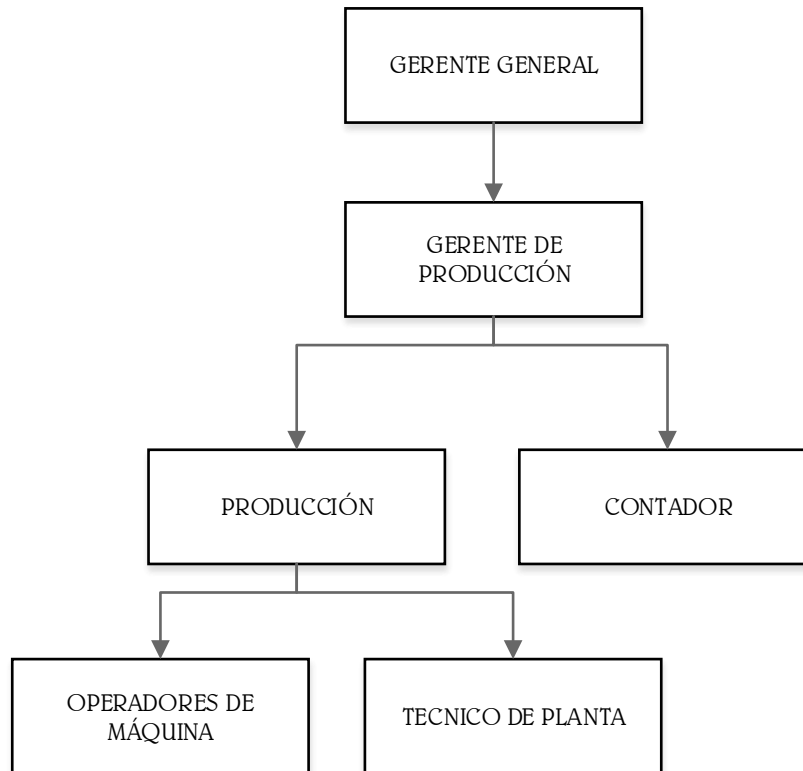 GERENTE GENERAL
GERENTE DE
PRODUCCIÓN
PRODUCCIÓN
CONTADOR
OPERADORES DE
MÁQUINA
TECNICO DE PLANTA